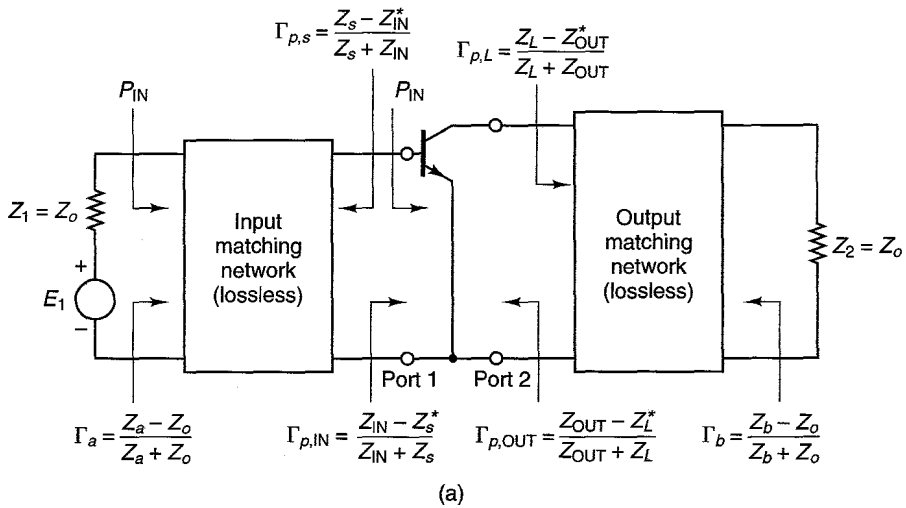 Γp,s = (Zs − Z*IN) / (Zs + ZIN)
Γp,L = (ZL − Z*OUT) / (ZL + ZOUT)
PIN
PIN
Z1 = Zo
+
E1
−
Input
matching
network
(lossless)
Output
matching
network
(lossless)
Z2 = Zo
Port 1
Port 2
Γa = (Za − Zo) / (Za + Zo)
Γp,IN = (ZIN − Zs*) / (ZIN + Zs)
Γp,OUT = (ZOUT − ZL*) / (ZOUT + ZL)
Γb = (Zb − Zo) / (Zb + Zo)
(a)